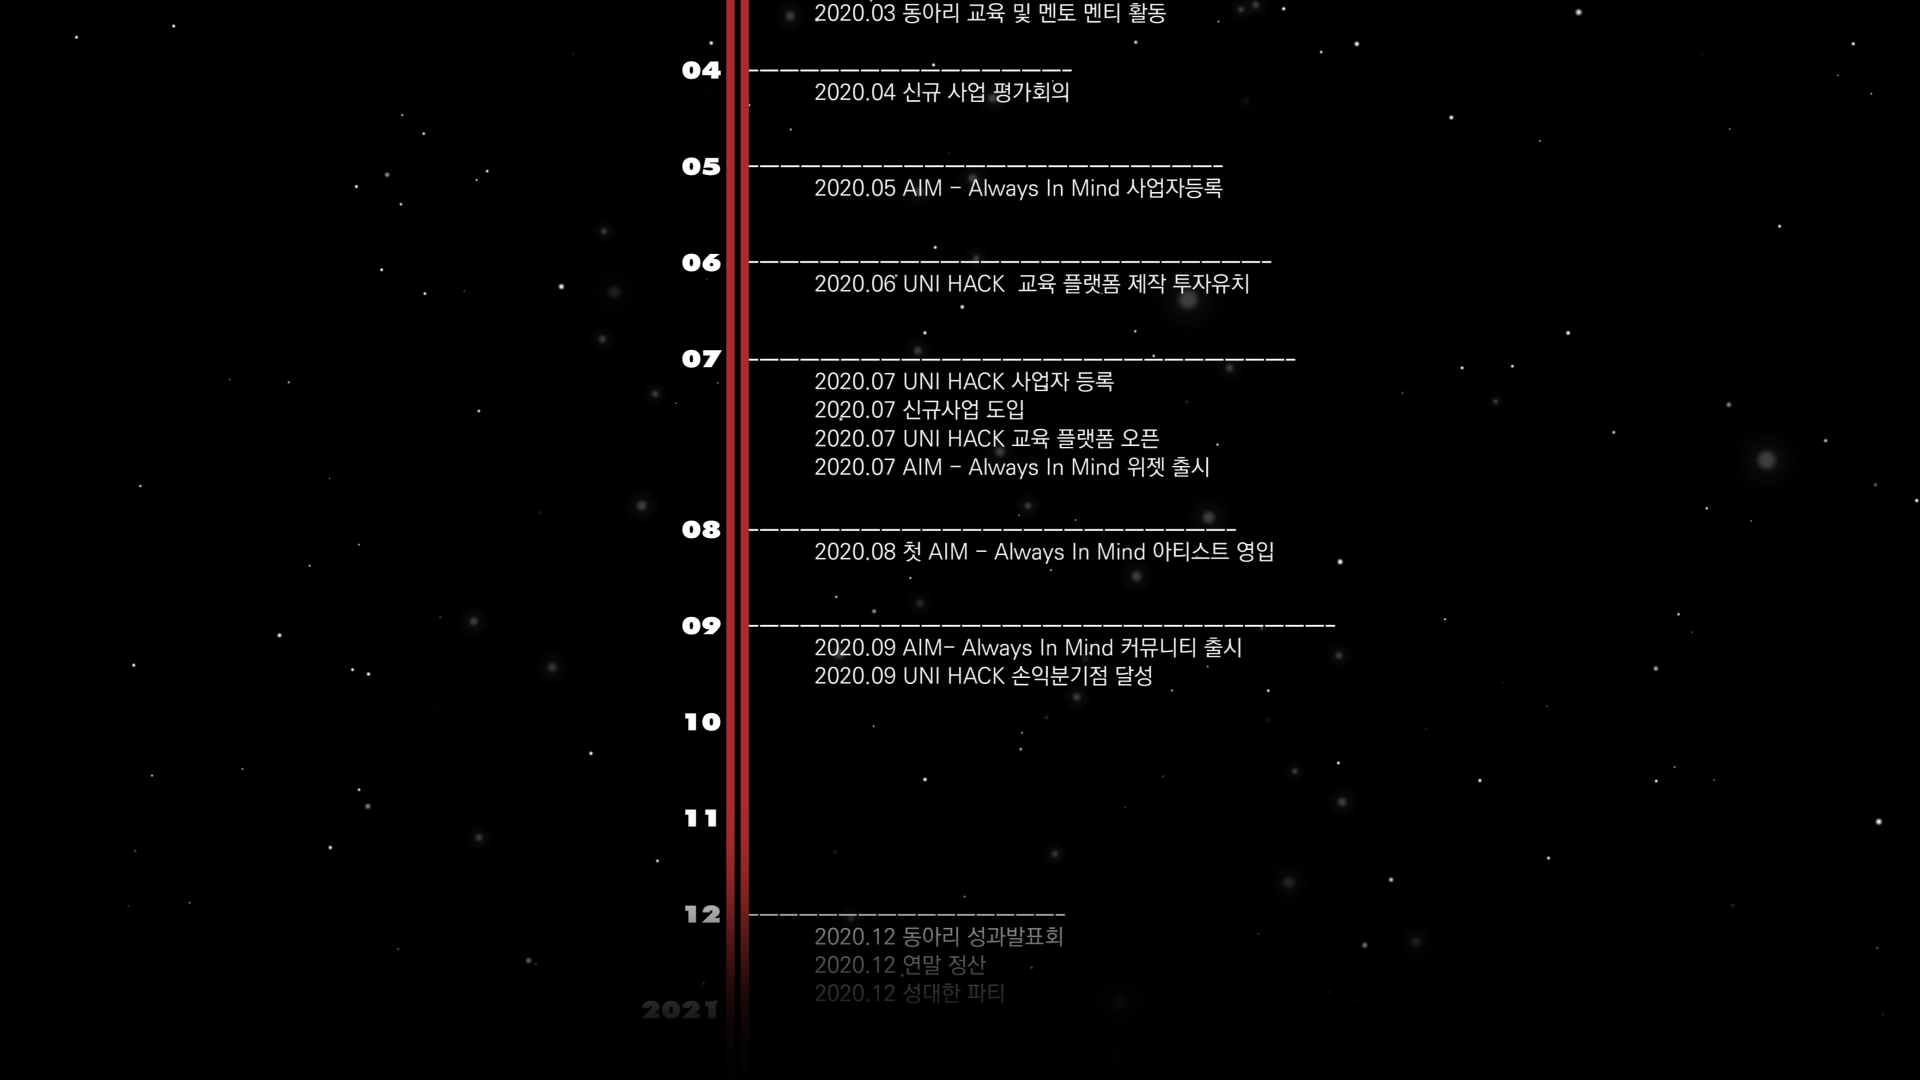 2020.03 동아리 교육 및 멘토 멘티 활동
04
2020.04 신규 사업 평가회의
05
2020.05 AIM - Always In Mind 사업자등록
06
2020.06 UNI HACK 교육 플랫폼 제작 투자유치
07
2020.07 UNI HACK 사업자 등록
2020.07 신규사업 도입
2020.07 UNI HACK 교육 플랫폼 오픈
2020.07 AIM - Always In Mind 위젯 출시
08
2020.08 첫 AIM - Always In Mind 아티스트 영입
09
2020.09 AIM- Always In Mind 커뮤니티 출시
2020.09 UNI HACK 손익분기점 달성
10
11
12
2020.12 동아리 성과발표회
2020.12 연말 정산
2020.12 성대한 파티
2021